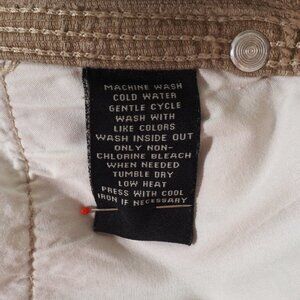 MACHINE WASH
COLD WATER
GENTLE CYCLE
WASH WITH
LIKE COLORS
WASH INSIDE OUT
ONLY NON-
CHLORINE BLEACH
WHEN NEEDED
TUMBLE DRY
LOW HEAT
PRESS WITH COOL
IRON IF NECESSARY